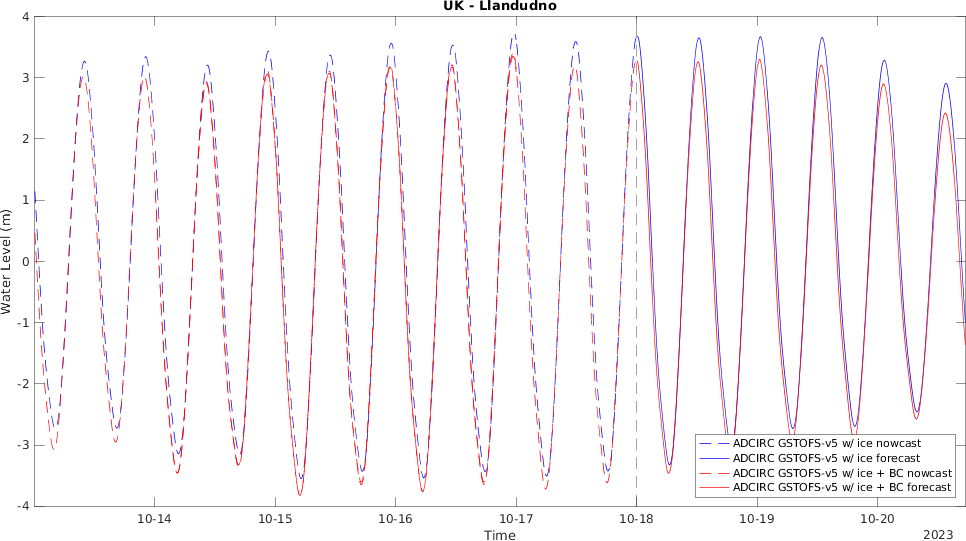 UK - Llandudno
4
3
2
1
0
-1
-2
-3
-4
Water Level (m)
10-14
10-15
10-16
10-17
10-18
10-19
10-20
Time
2023
ADCIRC GSTOFS-v5 w/ ice nowcast
ADCIRC GSTOFS-v5 w/ ice forecast
ADCIRC GSTOFS-v5 w/ ice + BC nowcast
ADCIRC GSTOFS-v5 w/ ice + BC forecast